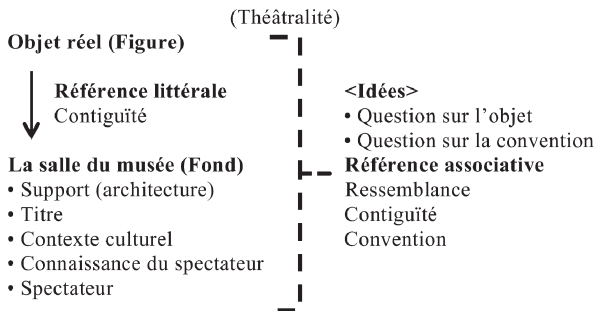 (Théâtralité)
Objet réel (Figure)
Référence littérale
Contiguïté
La salle du musée (Fond)
• Support (architecture)
• Titre
• Contexte culturel
• Connaissance du spectateur
• Spectateur
<Idées>
• Question sur l’objet
• Question sur la convention
Référence associative
Ressemblance
Contiguïté
Convention